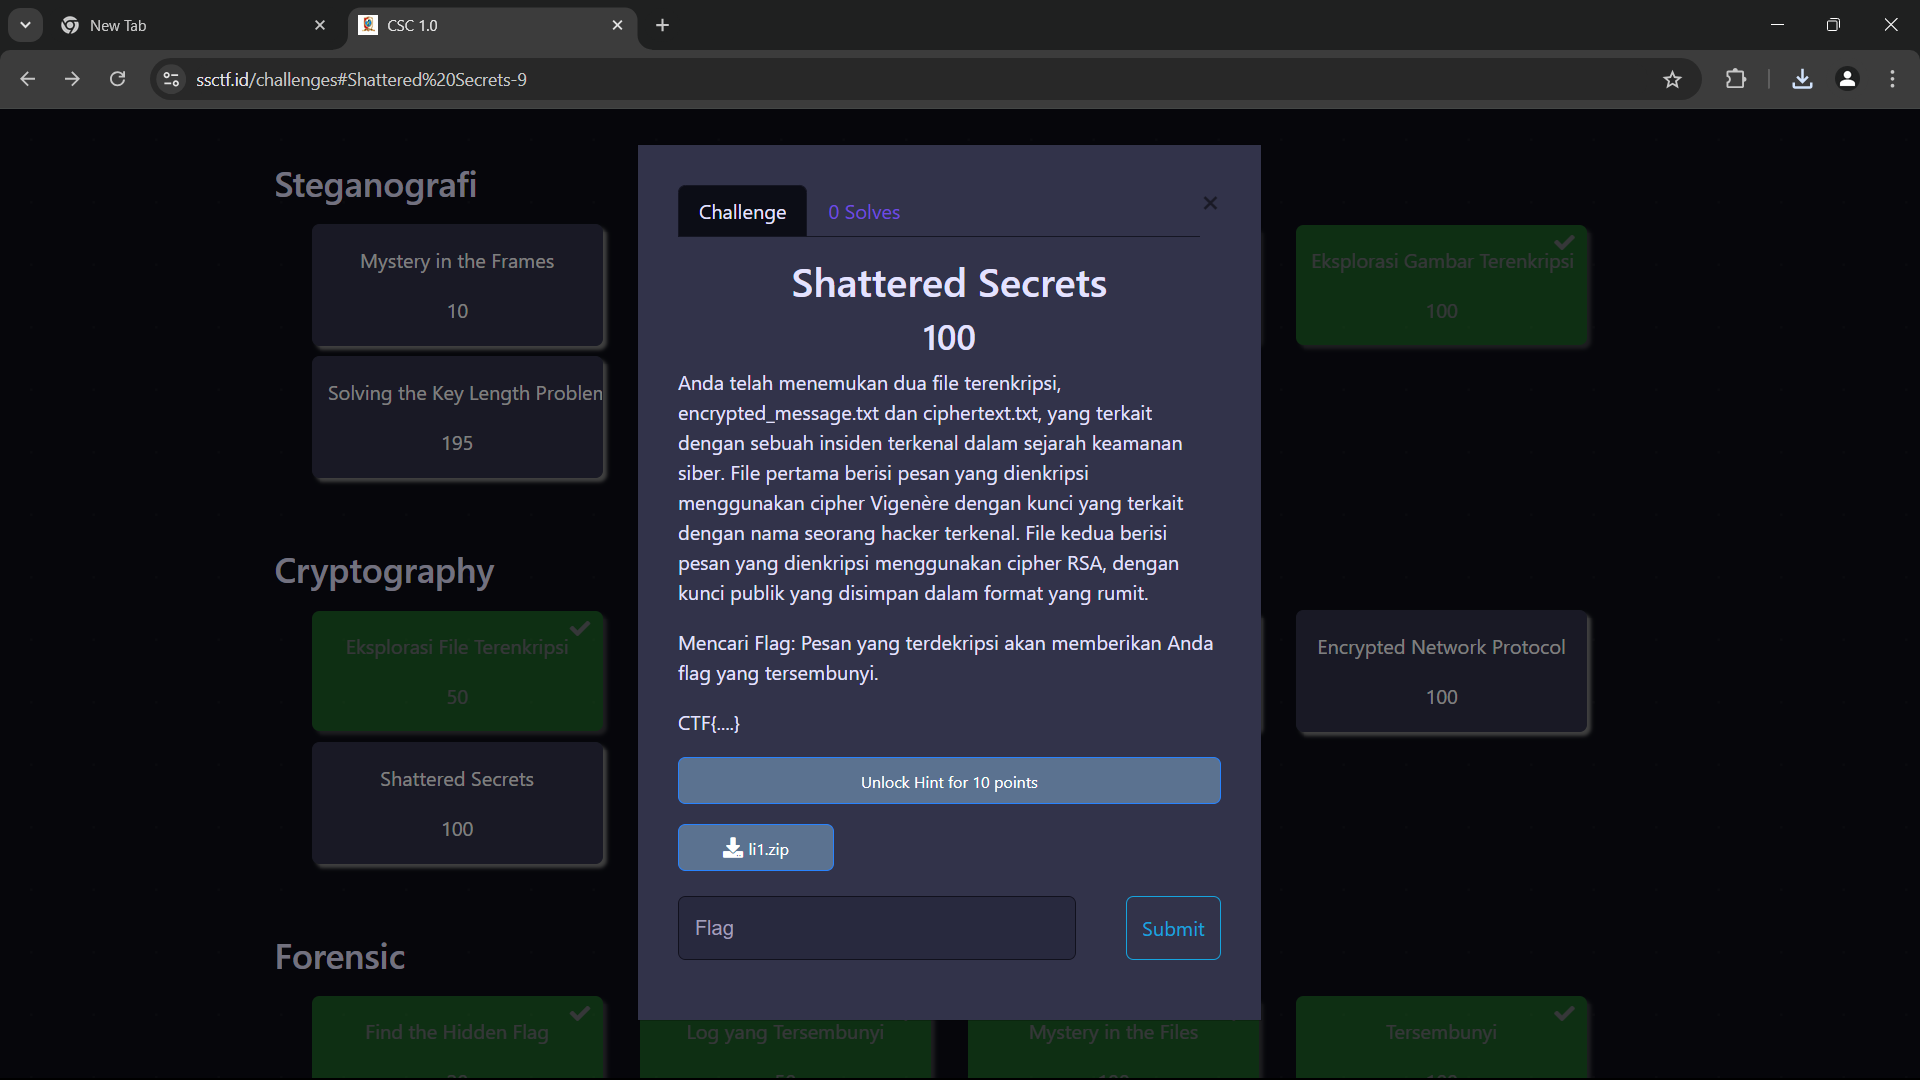 New Tab
CSC 1.0
ssctf.id/challenges#Shattered%20Secrets-9
Steganografi
Mystery in the Frames
10
Solving the Key Length Problem
195
Eksplorasi Gambar Terenkripsi
100
Cryptography
Eksplorasi File Terenkripsi
50
Shattered Secrets
100
Encrypted Network Protocol
100
Forensic
Find the Hidden Flag
Log yang Tersembunyi
Mystery in the Files
Tersembunyi
Challenge
0 Solves
Shattered Secrets
100
Anda telah menemukan dua file terenkripsi,
encrypted_message.txt dan ciphertext.txt, yang terkait
dengan sebuah insiden terkenal dalam sejarah keamanan
siber. File pertama berisi pesan yang dienkripsi
menggunakan cipher Vigenère dengan kunci yang terkait
dengan nama seorang hacker terkenal. File kedua berisi
pesan yang dienkripsi menggunakan cipher RSA, dengan
kunci publik yang disimpan dalam format yang rumit.
Mencari Flag: Pesan yang terdekripsi akan memberikan Anda
flag yang tersembunyi.
CTF{....}
Unlock Hint for 10 points
li1.zip
Flag
Submit